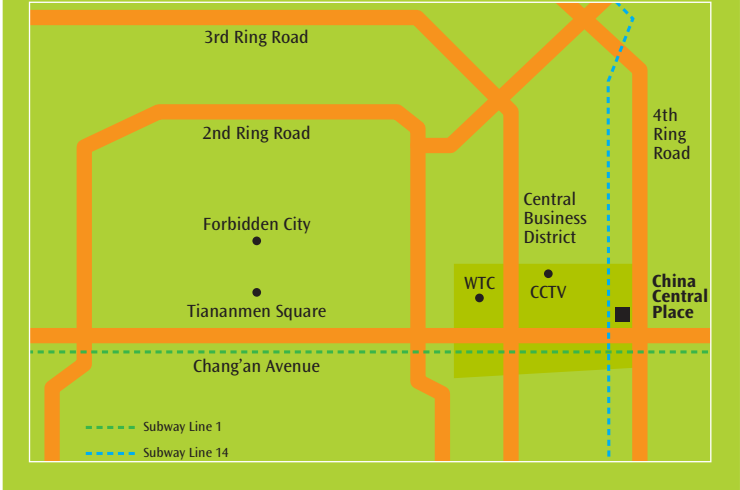 3rd Ring Road
2nd Ring Road
4th
Ring
Road
Central
Business
District
Forbidden City
WTC
CCTV
China
Central
Place
Tiananmen Square
Chang'an Avenue
Subway Line 1
Subway Line 14